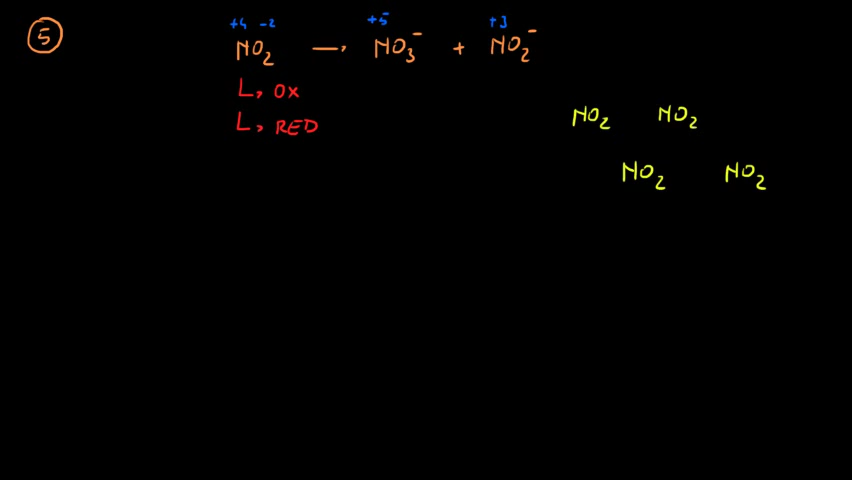 5
+4 -2 +5 +3
NO₂ → NO₃⁻ + NO₂⁻
↳ OX
↳ RED
NO₂ NO₂
NO₂ NO₂